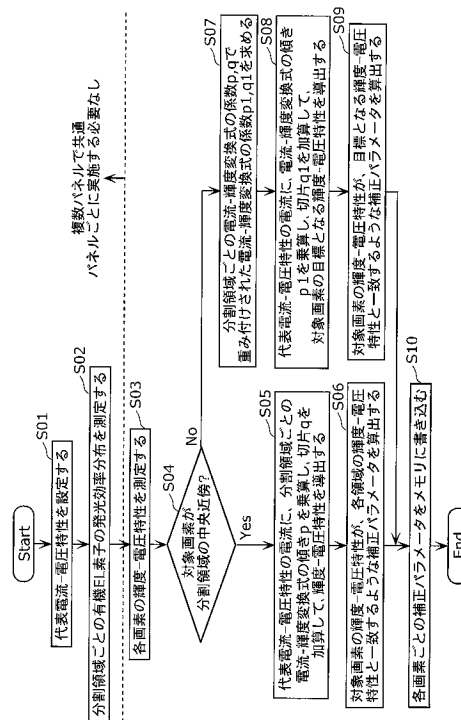 Start
S01
代表電流-電圧特性を設定する
S02
分割領域ごとの有機EL素子の発光効率分布を測定する
複数パネルで共通
パネルごとに実施する必要なし
S03
各画素の輝度-電圧特性を測定する
S04
対象画素が
分割領域の中央近傍?
Yes
No
S05
代表電流-電圧特性の電流に、分割領域ごとの
電流-輝度変換式の傾きpを乗算し、切片qを
加算して、輝度-電圧特性を導出する
S06
対象画素の輝度-電圧特性が、各領域の輝度-電圧
特性と一致するような補正パラメータを算出する
S07
分割領域ごとの電流-輝度変換式の係数p,qで
重み付けされた電流-輝度変換式の係数p1,q1を求める
S08
代表電流-電圧特性の電流に、電流-輝度変換式の傾き
p1を乗算し、切片q1を加算して、
対象画素の目標となる輝度-電圧特性を導出する
S09
対象画素の輝度-電圧特性が、目標となる輝度-電圧
特性と一致するような補正パラメータを算出する
S10
各画素ごとの補正パラメータをメモリに書き込む
End